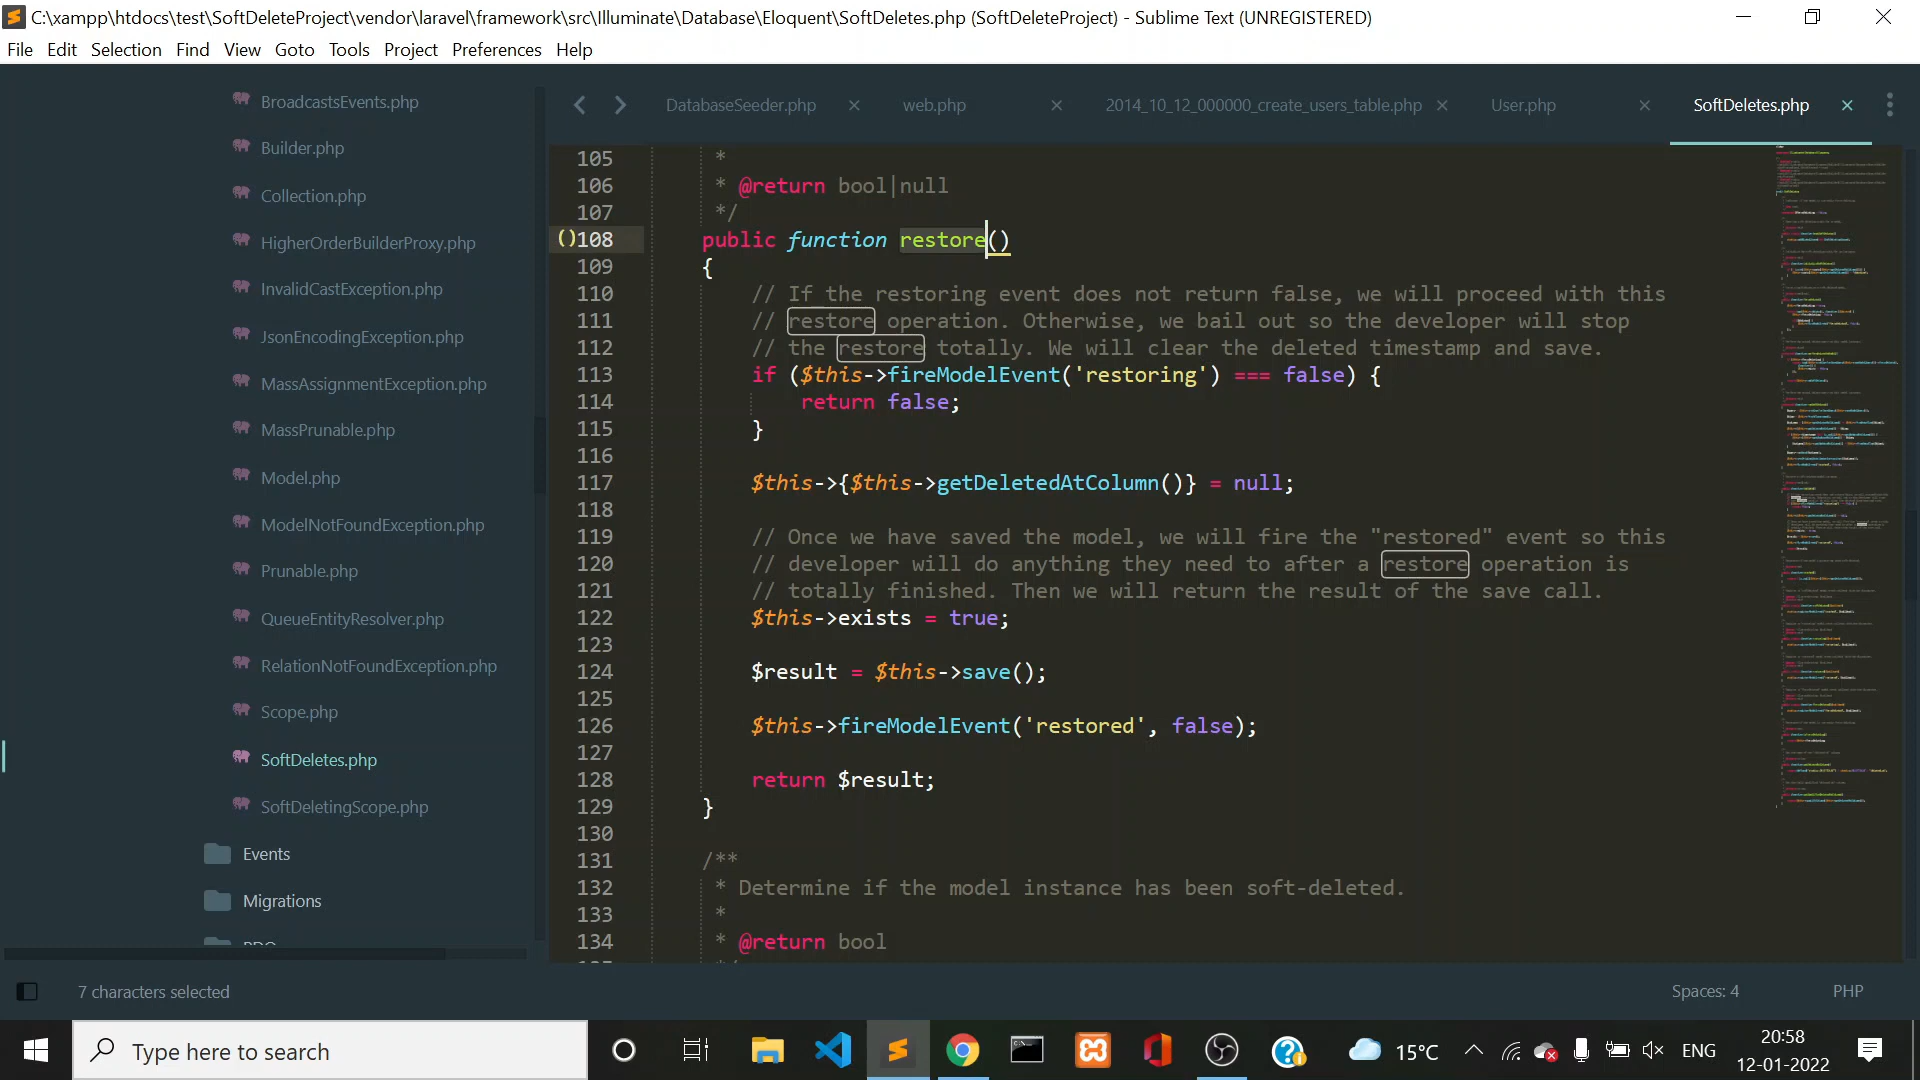 C:\xampp\htdocs\test\SoftDeleteProject\vendor\laravel\framework\src\Illuminate\Database\Eloquent\SoftDeletes.php (SoftDeleteProject) - Sublime Text (UNREGISTERED)
File Edit Selection Find View Goto Tools Project Preferences Help
BroadcastsEvents.php
Builder.php
Collection.php
HigherOrderBuilderProxy.php
InvalidCastException.php
JsonEncodingException.php
MassAssignmentException.php
MassPrunable.php
Model.php
ModelNotFoundException.php
Prunable.php
QueueEntityResolver.php
RelationNotFoundException.php
Scope.php
SoftDeletes.php
SoftDeletingScope.php
Events
Migrations
DatabaseSeeder.php web.php 2014_10_12_000000_create_users_table.php User.php SoftDeletes.php
105 *
106 * @return bool|null
107 */
()108 public function restore()
109 {
110 // If the restoring event does not return false, we will proceed with this
111 // restore operation. Otherwise, we bail out so the developer will stop
112 // the restore totally. We will clear the deleted timestamp and save.
113 if ($this->fireModelEvent('restoring') === false) {
114 return false;
115 }
116
117 $this->{$this->getDeletedAtColumn()} = null;
118
119 // Once we have saved the model, we will fire the "restored" event so this
120 // developer will do anything they need to after a restore operation is
121 // totally finished. Then we will return the result of the save call.
122 $this->exists = true;
123
124 $result = $this->save();
125
126 $this->fireModelEvent('restored', false);
127
128 return $result;
129 }
130
131 /**
132 * Determine if the model instance has been soft-deleted.
133 *
134 * @return bool
7 characters selected Spaces: 4 PHP
Type here to search 15°C ENG 20:58
12-01-2022